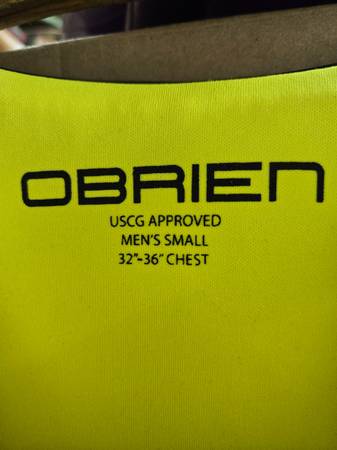 OBRIEN
USCG APPROVED
MEN'S SMALL
32"-36" CHEST